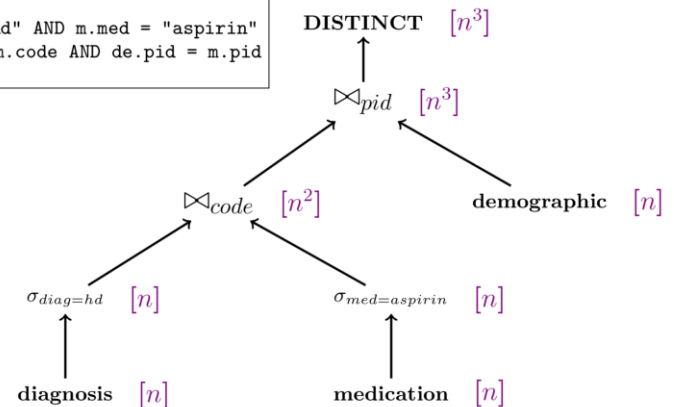 d" AND m.med = "aspirin"
m.code AND de.pid = m.pid
DISTINCT [n³]
⋈pid [n³]
⋈code [n²]
demographic [n]
σdiag=hd [n]
σmed=aspirin [n]
diagnosis [n]
medication [n]